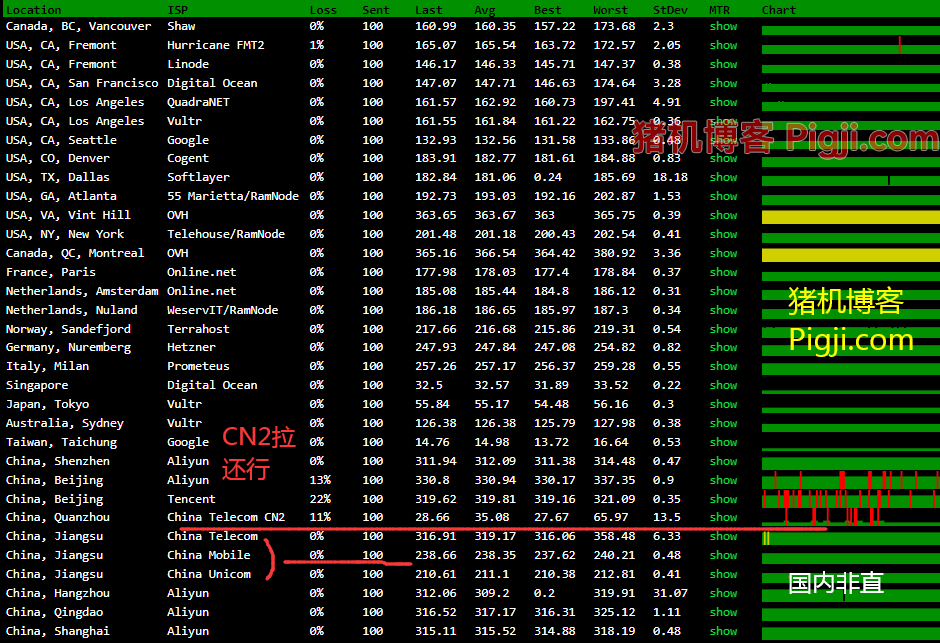 Location ISP Loss Sent Last Avg Best Worst StDev MTR Chart
Canada, BC, Vancouver Shaw 0% 100 160.99 160.35 157.22 173.68 2.3 show
USA, CA, Fremont Hurricane FMT2 1% 100 165.07 165.54 163.72 172.57 2.05 show
USA, CA, Fremont Linode 0% 100 146.17 146.33 145.71 147.37 0.38 show
USA, CA, San Francisco Digital Ocean 0% 100 147.07 147.71 146.63 174.64 3.28 show
USA, CA, Los Angeles QuadraNET 0% 100 161.57 162.92 160.73 197.41 4.91 show
USA, CA, Los Angeles Vultr 0% 100 161.55 161.84 161.22 162.75 0.36 show
USA, CA, Seattle Google 0% 100 132.93 132.56 131.58 133.86 0.48 show
猪机博客 Pigji.com
USA, CO, Denver Cogent 0% 100 183.91 182.77 181.61 184.88 0.83 show
USA, TX, Dallas Softlayer 0% 100 182.84 181.06 0.24 185.69 18.18 show
USA, GA, Atlanta 55 Marietta/RamNode 0% 100 192.73 193.03 192.16 202.87 1.53 show
USA, VA, Vint Hill OVH 0% 100 363.65 363.67 363 365.75 0.39 show
USA, NY, New York Telehouse/RamNode 0% 100 201.48 201.18 200.43 202.54 0.41 show
Canada, QC, Montreal OVH 0% 100 365.16 366.54 364.42 380.92 3.36 show
France, Paris Online.net 0% 100 177.98 178.03 177.4 178.84 0.37 show
Netherlands, Amsterdam Online.net 0% 100 185.08 185.44 184.8 186.12 0.31 show
Netherlands, Nuland WeservIT/RamNode 0% 100 186.18 186.65 185.97 187.3 0.34 show
猪机博客
Norway, Sandefjord Terrahost 0% 100 217.66 216.68 215.86 219.31 0.54 show
Germany, Nuremberg Hetzner 0% 100 247.93 247.84 247.08 254.82 0.82 show
Pigji.com
Italy, Milan Prometeus 0% 100 257.26 257.17 256.37 259.28 0.55 show
Singapore Digital Ocean 0% 100 32.5 32.57 31.89 33.52 0.22 show
Japan, Tokyo Vultr 0% 100 55.84 55.17 54.48 56.16 0.3 show
Australia, Sydney Vultr 0% 100 126.38 126.38 125.79 127.98 0.38 show
Taiwan, Taichung Google 0% 100 14.76 14.98 13.72 16.64 0.53 show
CN2拉
还行
China, Shenzhen Aliyun 0% 100 311.94 312.09 311.38 314.48 0.47 show
China, Beijing Aliyun 13% 100 330.8 330.94 330.17 337.35 0.9 show
China, Beijing Tencent 22% 100 319.62 319.81 319.16 321.09 0.35 show
China, Quanzhou China Telecom CN2 11% 100 28.66 35.08 27.67 65.97 13.5 show
China, Jiangsu China Telecom 0% 100 316.91 319.17 316.06 358.48 6.33 show
China, Jiangsu China Mobile 0% 100 238.66 238.35 237.62 240.21 0.48 show
China, Jiangsu China Unicom 0% 100 210.61 211.1 210.38 212.81 0.41 show
国内非直
China, Hangzhou Aliyun 0% 100 312.06 309.2 0.2 319.91 31.07 show
China, Qingdao Aliyun 0% 100 316.52 317.17 316.31 325.12 1.11 show
China, Shanghai Aliyun 0% 100 315.11 315.52 314.88 318.19 0.48 show